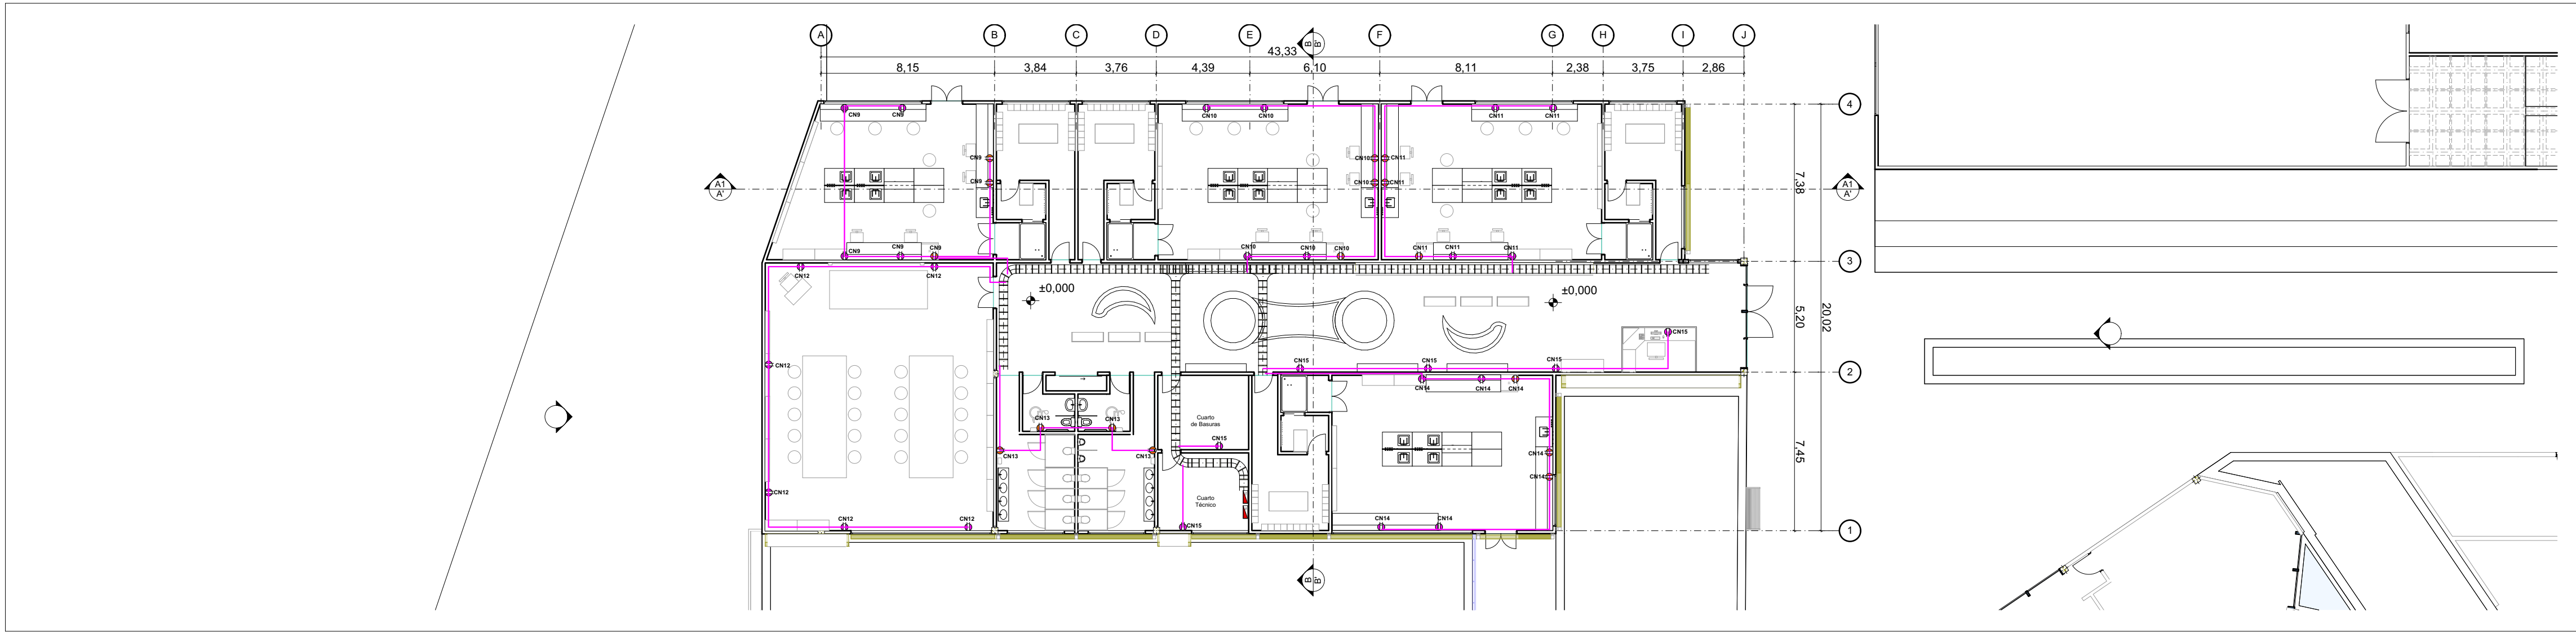 A B C D E F G H I J
B
B'
43,33
8,15 3,84 3,76 4,39 6,10 8,11 2,38 3,75 2,86
4
CN9 CN9 CN10 CN10 CN11 CN11
CN9 CN10 CN11
CN9 CN10 CN11
A1
A'
A1
A'
7,38
CN9 CN9 CN9 CN10 CN10 CN10 CN11 CN11 CN11
3
CN12 CN12
±0,000 ±0,000
5,20
20,02
CN15
CN12 CN15 CN15 CN15
2
CN14 CN14 CN14
CN13 CN13
Cuarto
de Basuras
CN15
CN13 CN13 CN14
7,45
CN14
CN12
Cuarto
Técnico
CN12 CN12 CN15 CN14 CN14
1
B
B'